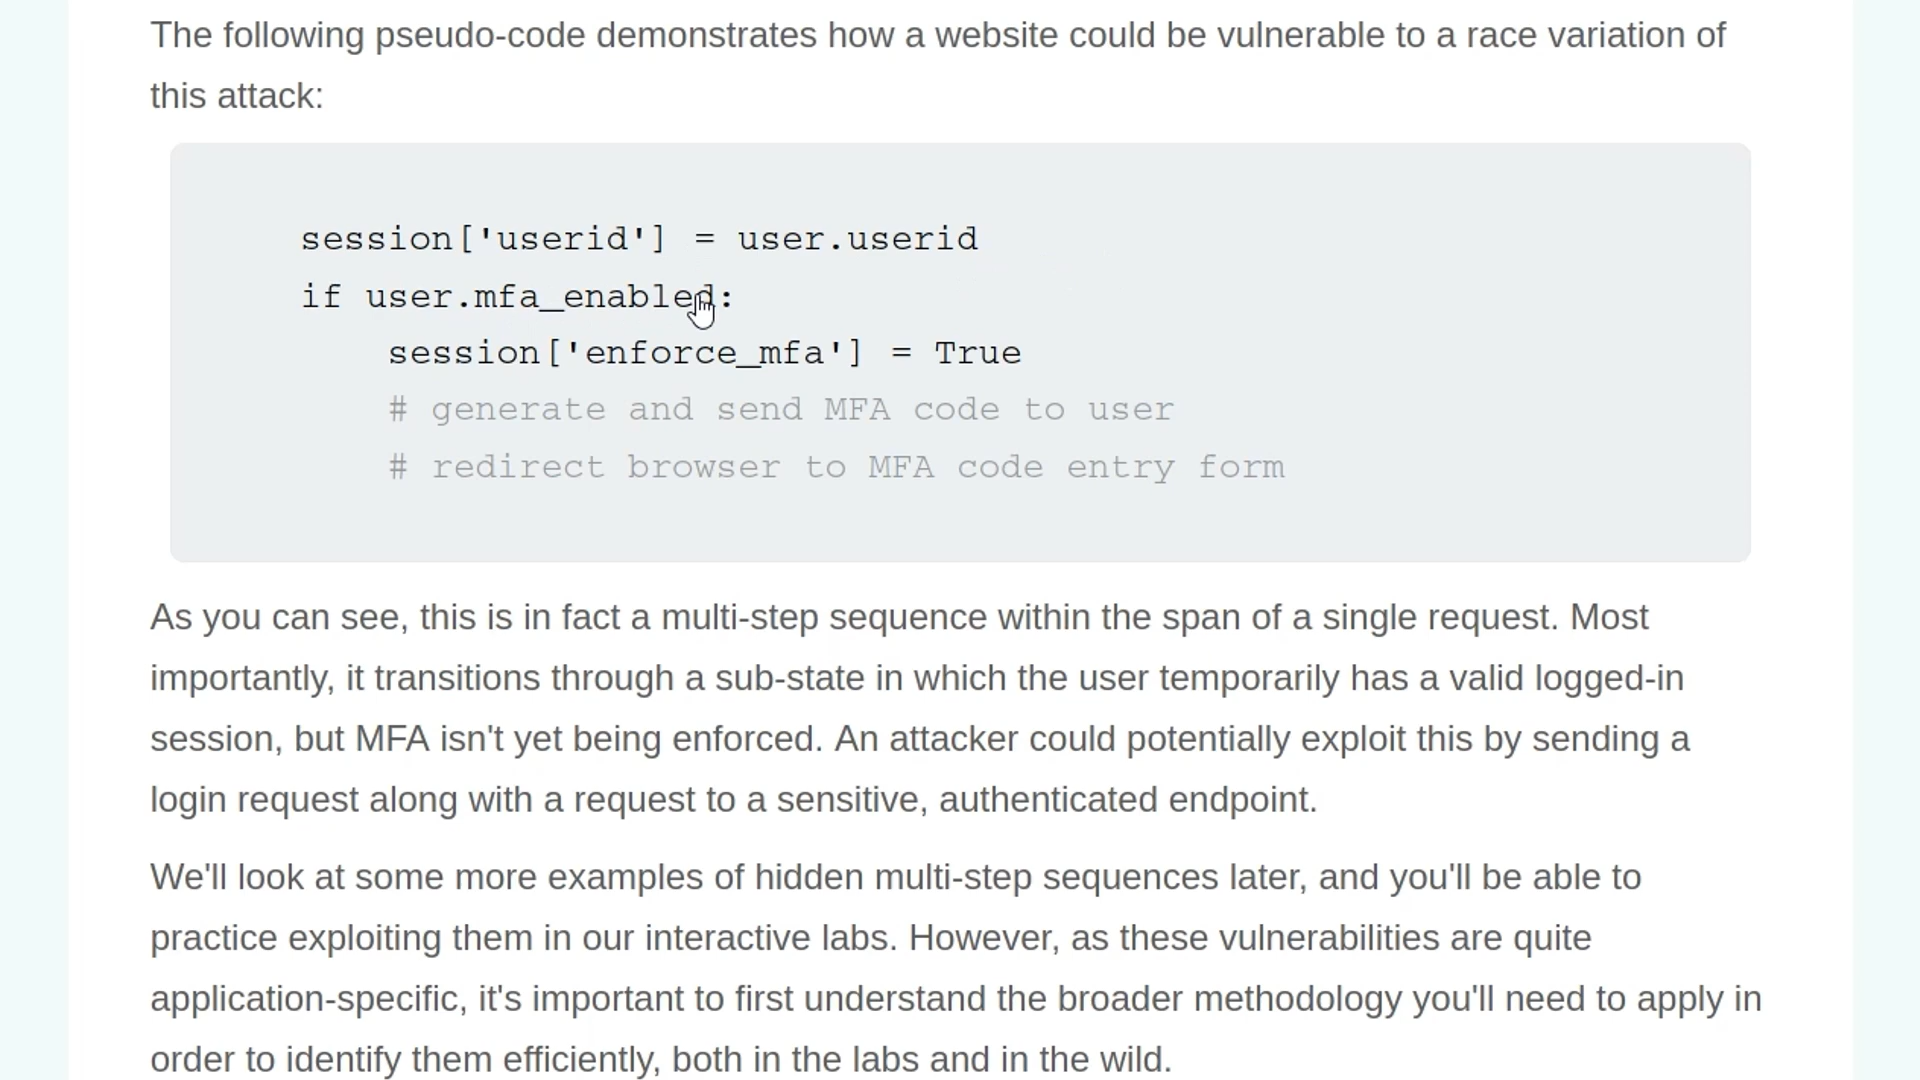 The following pseudo-code demonstrates how a website could be vulnerable to a race variation of
this attack:
session['userid'] = user.userid
if user.mfa_enabled:
session['enforce_mfa'] = True
# generate and send MFA code to user
# redirect browser to MFA code entry form
As you can see, this is in fact a multi-step sequence within the span of a single request. Most
importantly, it transitions through a sub-state in which the user temporarily has a valid logged-in
session, but MFA isn't yet being enforced. An attacker could potentially exploit this by sending a
login request along with a request to a sensitive, authenticated endpoint.
We'll look at some more examples of hidden multi-step sequences later, and you'll be able to
practice exploiting them in our interactive labs. However, as these vulnerabilities are quite
application-specific, it's important to first understand the broader methodology you'll need to apply in
order to identify them efficiently, both in the labs and in the wild.